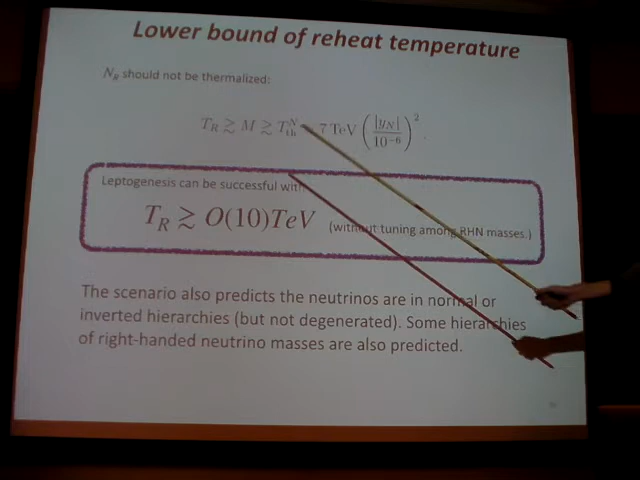 Lower bound of reheat temperature
N_R should not be thermalized:
T_R ≳ M ≳ T_th^N 7 TeV (|y_N| / 10^-6)^2
Leptogenesis can be successful with
T_R ≳ O(10)TeV (without tuning among RHN masses.)
The scenario also predicts the neutrinos are in normal or
inverted hierarchies (but not degenerated). Some hierarchies
of right-handed neutrino masses are also predicted.